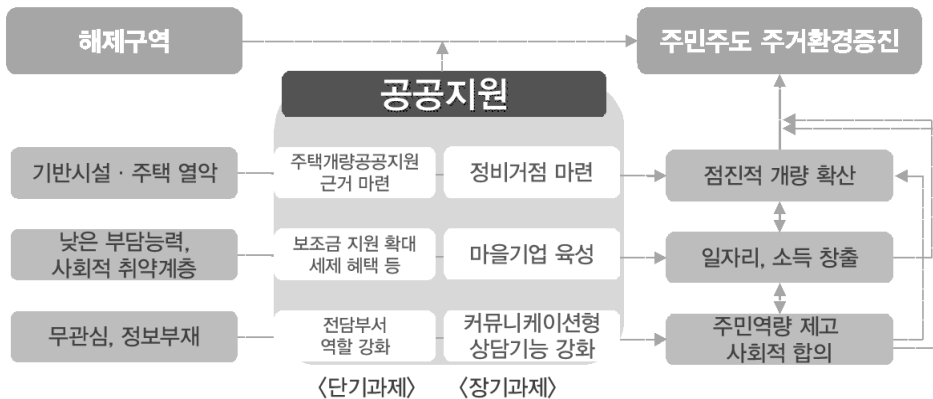 해제구역
주민주도 주거환경증진
공공지원
기반시설 · 주택 열악
주택개량공공지원
근거 마련
정비거점 마련
점진적 개량 확산
낮은 부담능력,
사회적 취약계층
보조금 지원 확대
세제 혜택 등
마을기업 육성
일자리, 소득 창출
무관심, 정보부재
전담부서
역할 강화
커뮤니케이션형
상담기능 강화
주민역량 제고
사회적 합의
<단기과제>
<장기과제>